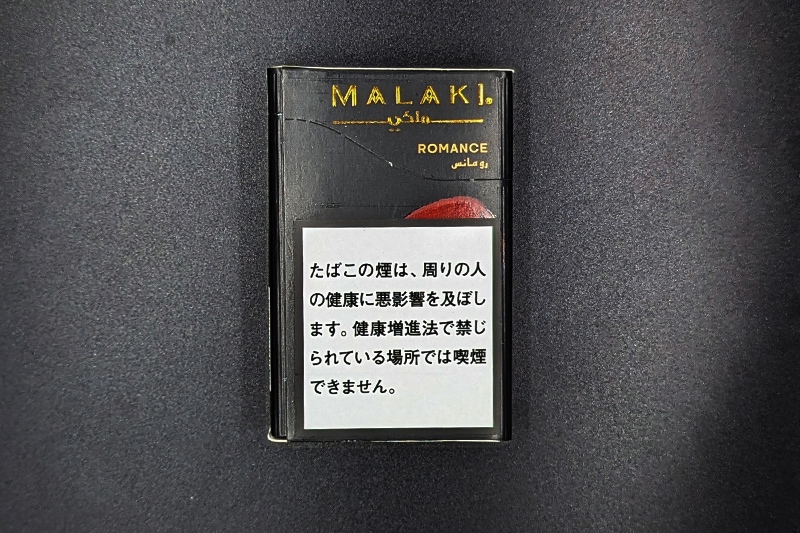 MALAKI®
ملكي
ROMANCE
رومانس
たばこの煙は、周りの人
の健康に悪影響を及ぼし
ます。健康増進法で禁じ
られている場所では喫煙
できません。